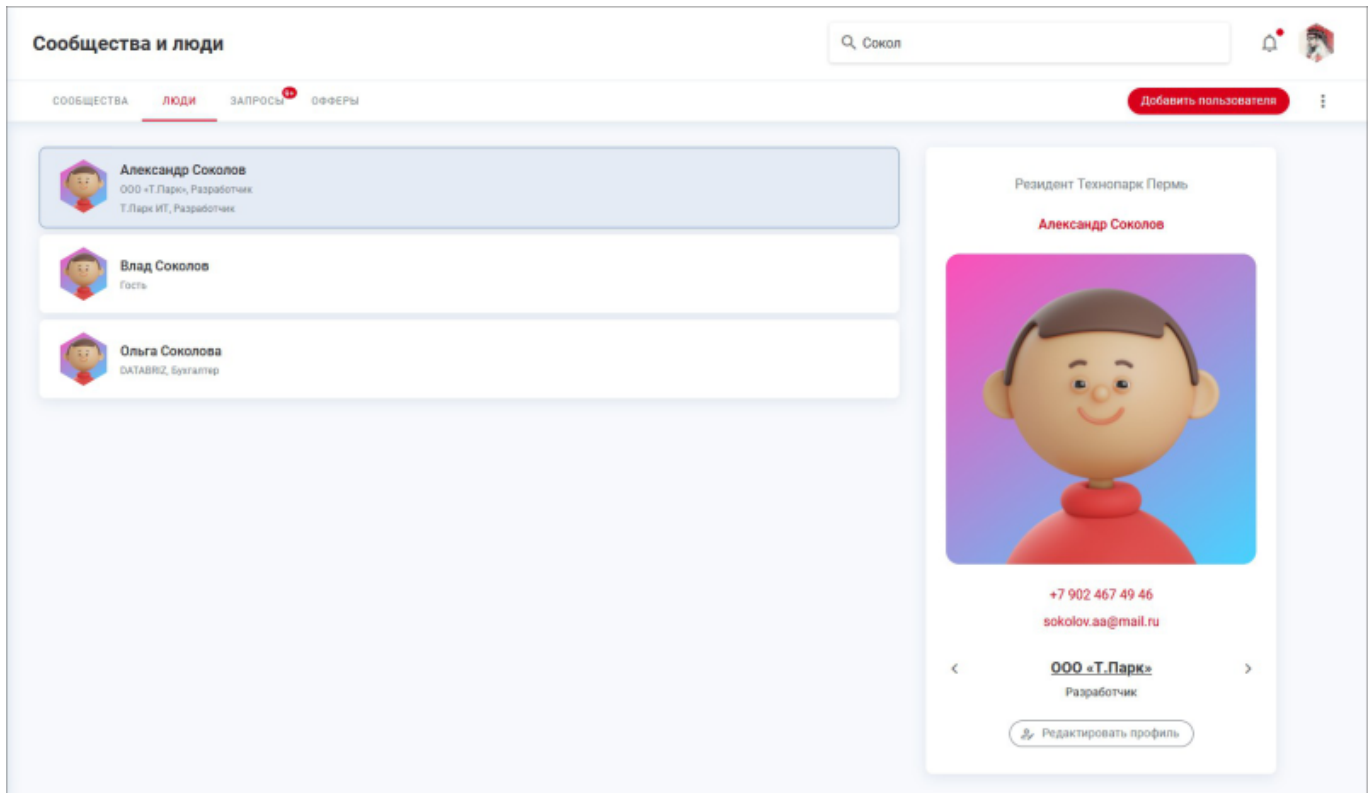 Сообщества и люди
Сокол
СООБЩЕСТВА ЛЮДИ ЗАПРОСЫ 9+ ОФФЕРЫ
Добавить пользователя
Александр Соколов
ООО «Т.Парк», Разработчик
Т.Парк ИТ, Разработчик
Влад Соколов
Гость
Ольга Соколова
DATABRIZ, Бухгалтер
Резидент Технопарк Пермь
Александр Соколов
+7 902 467 49 46
sokolov.aa@mail.ru
ООО «Т.Парк»
Разработчик
Редактировать профиль